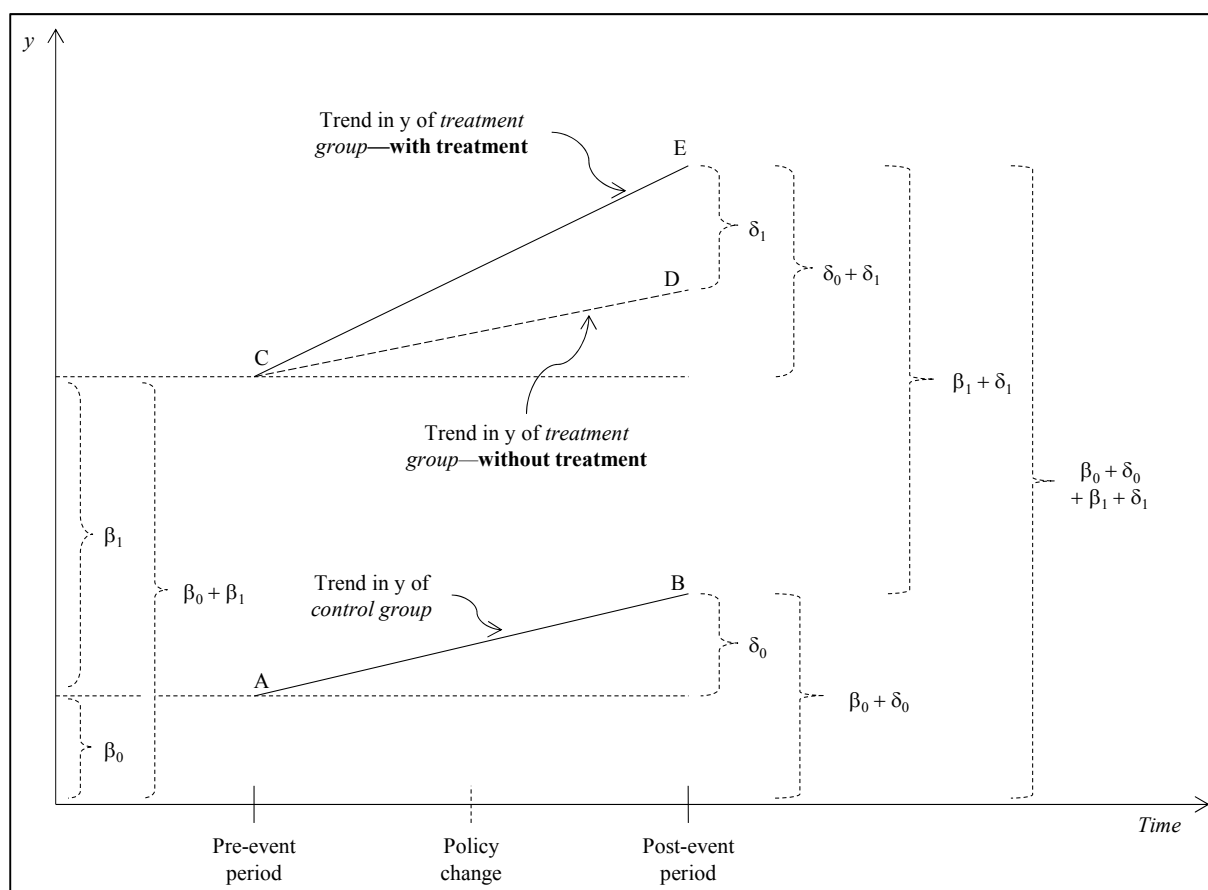 y
Trend in y of treatment
group—with treatment
E
δ₁
D
δ₀ + δ₁
C
β₁ + δ₁
Trend in y of treatment
group—without treatment
β₀ + δ₀
+ β₁ + δ₁
β₁
β₀ + β₁
Trend in y of
control group
B
δ₀
A
β₀ + δ₀
β₀
Time
Pre-event
period
Policy
change
Post-event
period